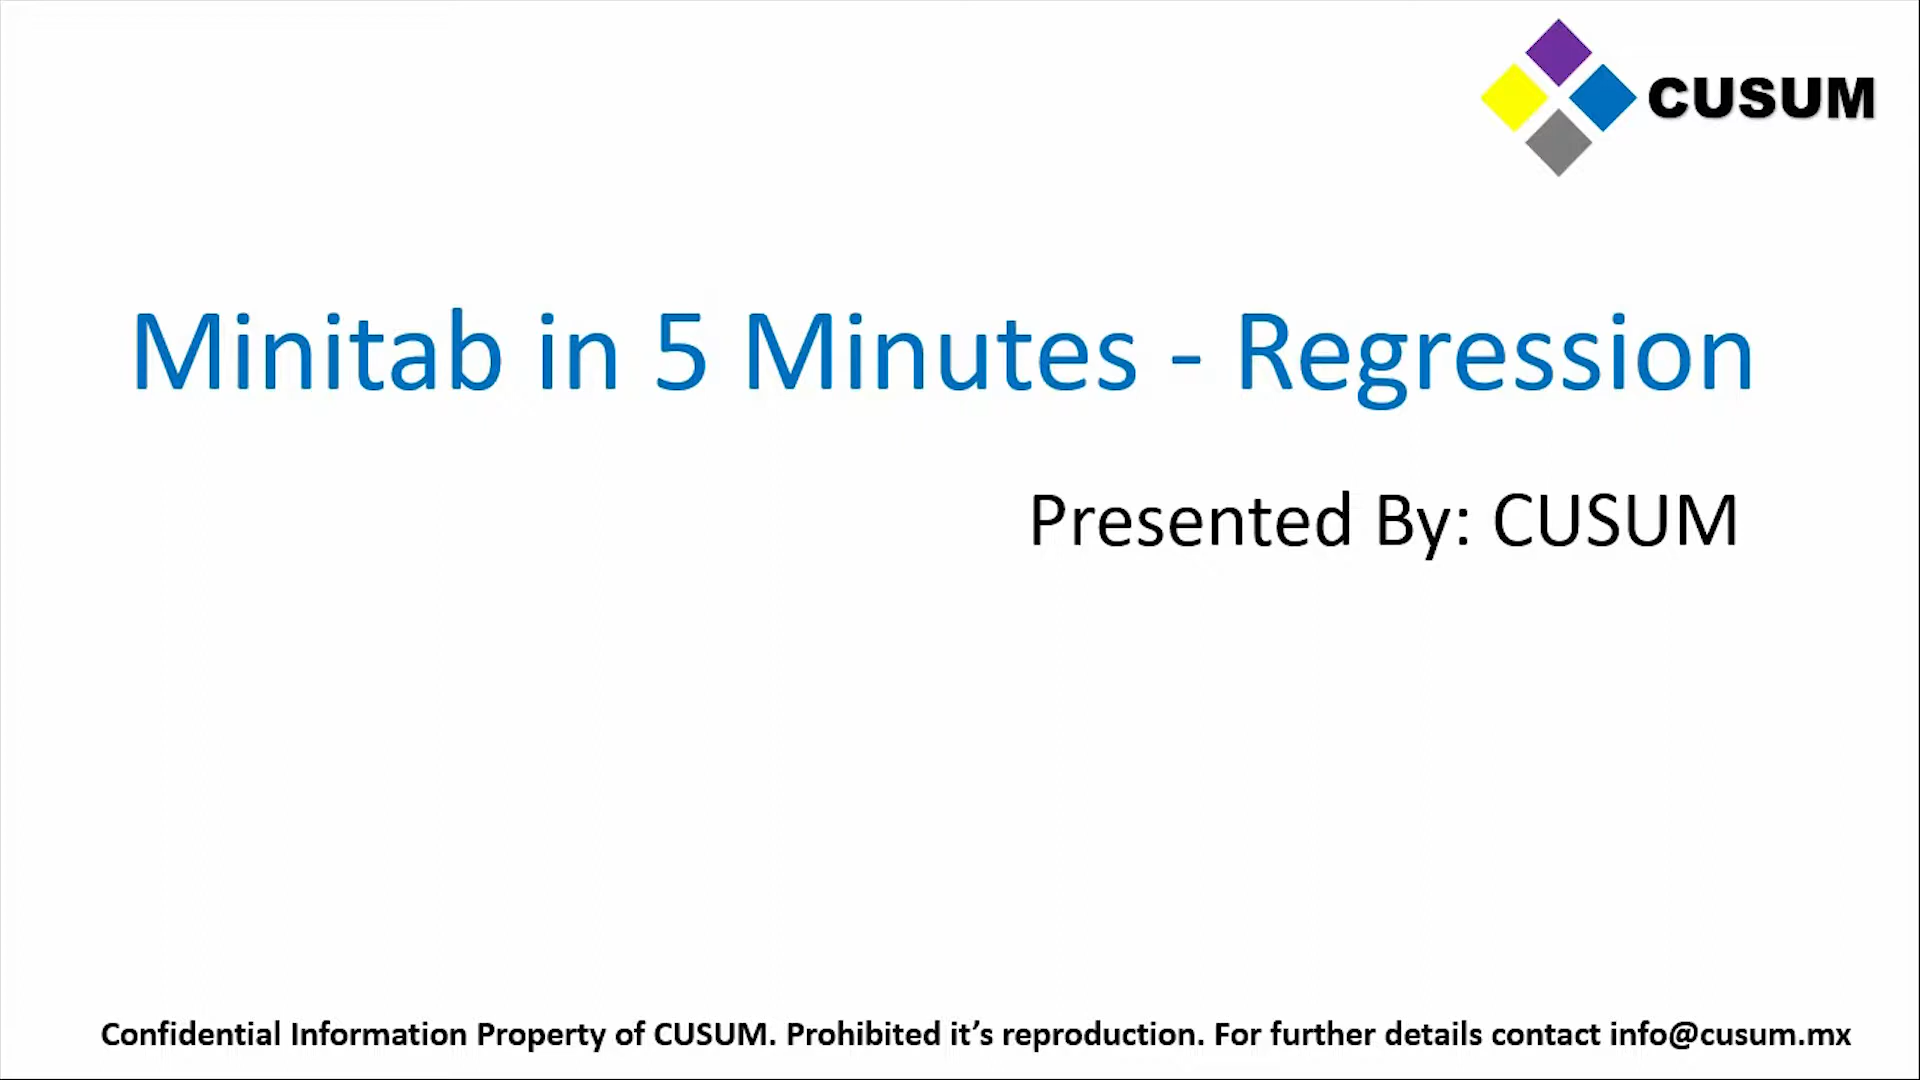 CUSUM
Minitab in 5 Minutes - Regression
Presented By: CUSUM
Confidential Information Property of CUSUM. Prohibited it’s reproduction. For further details contact info@cusum.mx